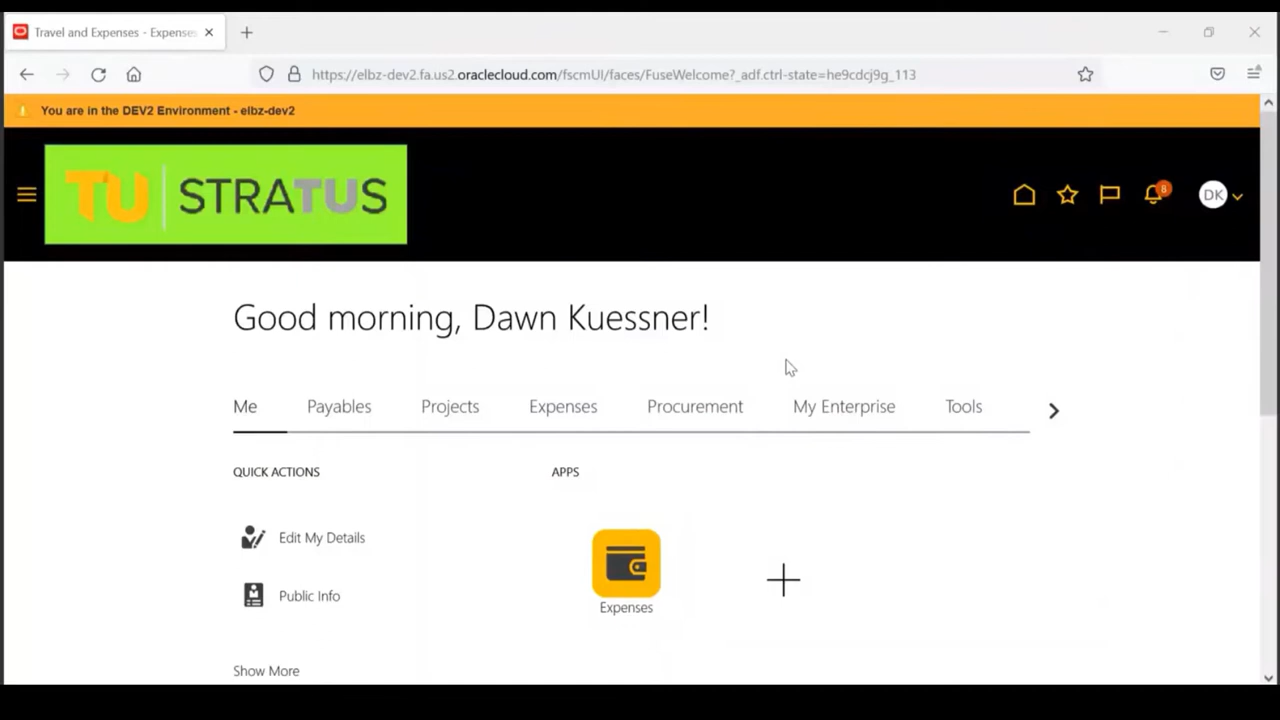 Travel and Expenses - Expenses
https://elbz-dev2.fa.us2.oraclecloud.com/fscmUI/faces/FuseWelcome?_adf.ctrl-state=he9cdcj9g_113
You are in the DEV2 Environment - elbz-dev2
TU STRATUS
8
DK
Good morning, Dawn Kuessner!
Me Payables Projects Expenses Procurement My Enterprise Tools
QUICK ACTIONS
APPS
Edit My Details
Public Info
Expenses
Show More